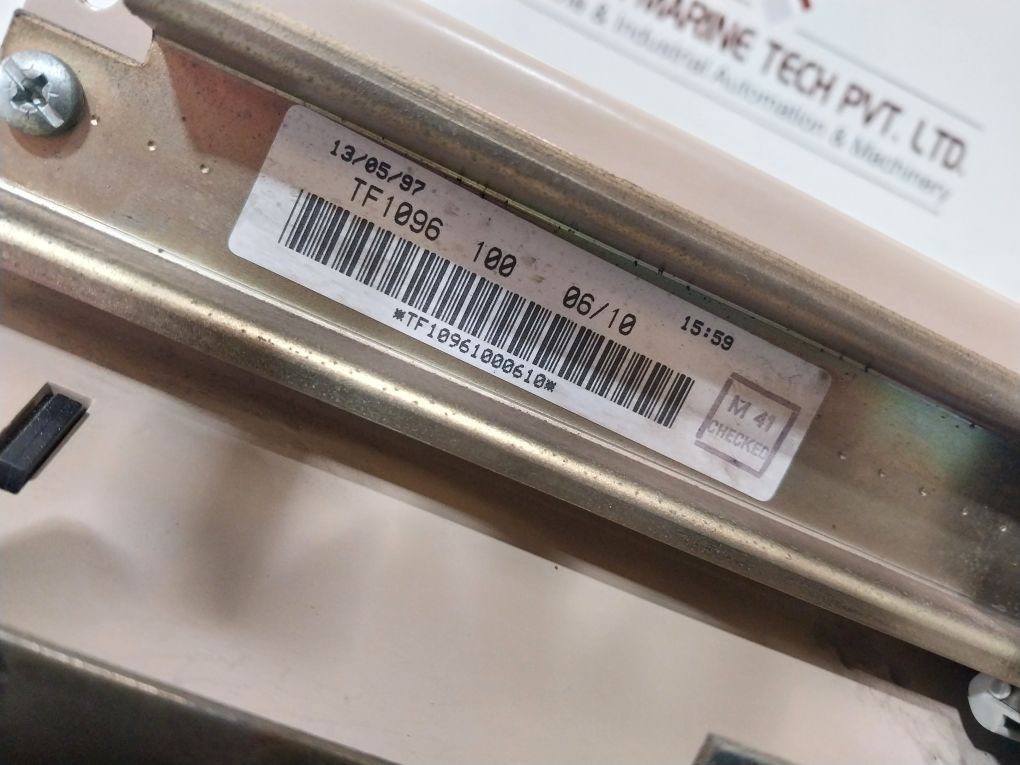 MARINE TECH PVT. LTD.
& Industrial Automation & Machinery
13/05/97
TF1096 100 06/10 15:59
*TF10961000610*
M 41
CHECKED